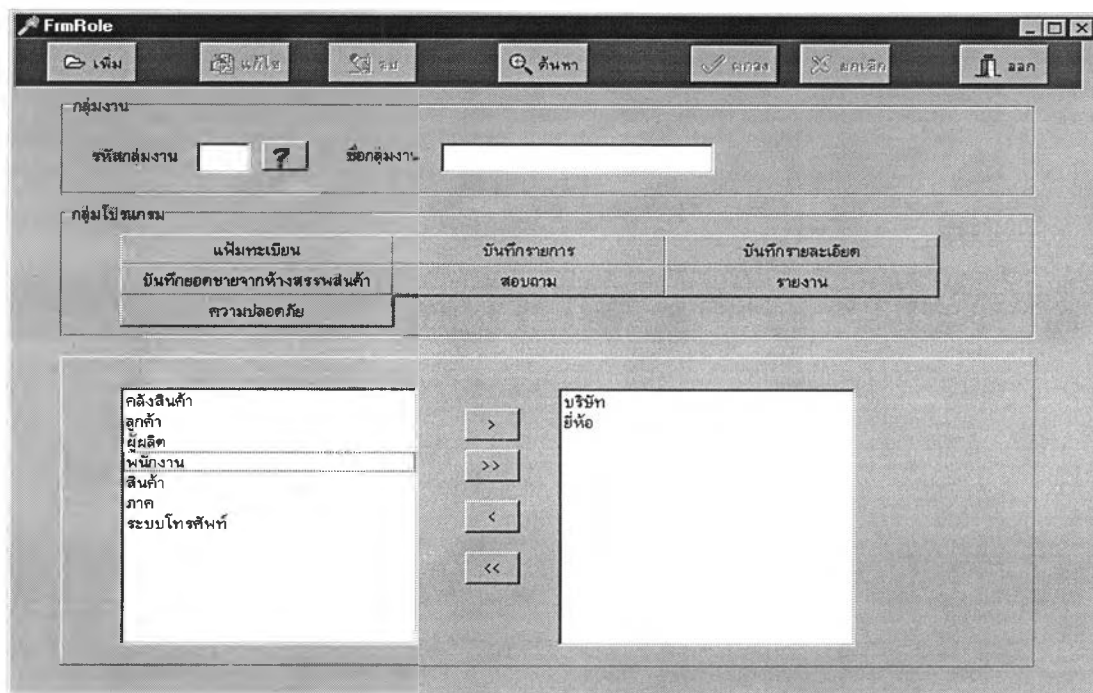 FrmRole
เพิ่ม แก้ไข ลบ ค้นหา ตกลง ยกเลิก ออก
กลุ่มงาน
รหัสกลุ่มงาน ? ชื่อกลุ่มงาน
กลุ่มโปรแกรม
แฟ้มทะเบียน บันทึกรายการ บันทึกรายละเอียด
บันทึกยอดขายจากห้างสรรพสินค้า สอบถาม รายงาน
ความปลอดภัย
คลังสินค้า
ลูกค้า
ผู้ผลิต
พนักงาน
สินค้า
ภาค
ระบบโทรศัพท์
>
>>
<
<<
บริษัท
ยี่ห้อ